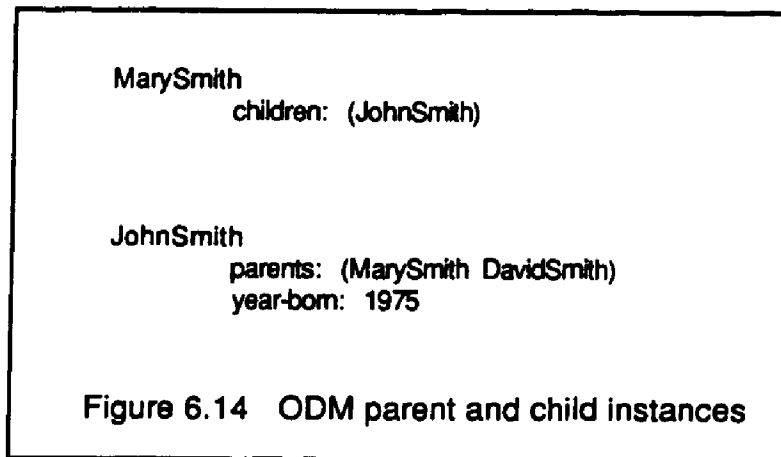 MarySmith
children: (JohnSmith)
JohnSmith
parents: (MarySmith DavidSmith)
year-born: 1975
Figure 6.14 ODM parent and child instances